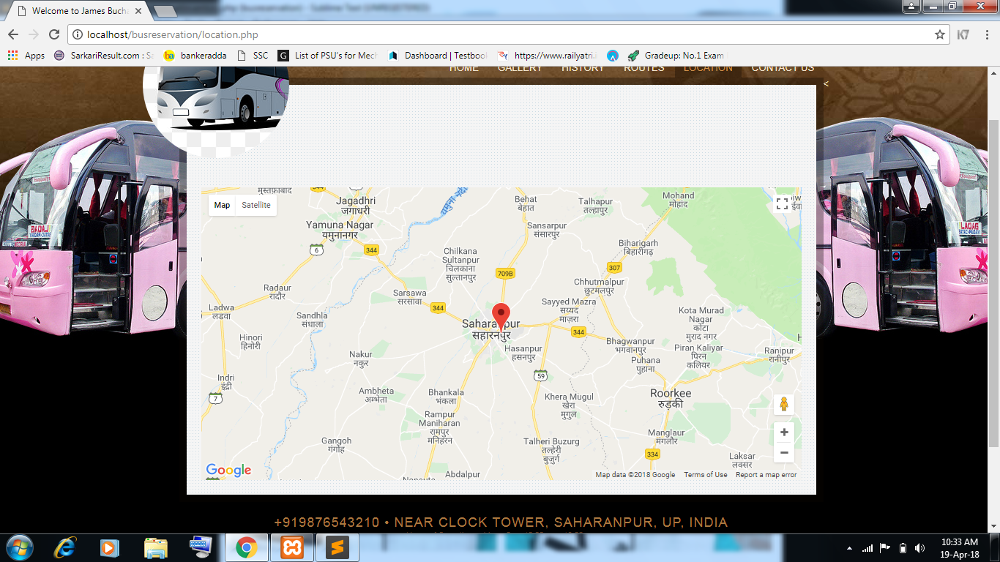 Welcome to James Bucha
localhost/busreservation/location.php
Apps
SarkariResult.com : Sa
bankeradda
SSC
List of PSU's for Mech
Dashboard | Testbook
https://www.railyatri.i
Gradeup: No.1 Exam
HOME GALLERY HISTORY ROUTES LOCATION CONTACT US
<
Map Satellite
मुस्तफ़ाबाद
344
Jagadhri
जगाधरी
यमुना
Behat
बेहात
Talhapur
तल्हापुर
Mohand
मोहांद
Yamuna Nagar
यमुनानगर
Sansarpur
संसारपुर
6
344
Chilkana
Sultanpur
चिलकाना
सुल्तानपुर
Biharigarh
बिहारीगढ़
307
709B
Chhutmalpur
छुटमलपुर
Radaur
रादौर
Sarsawa
सरसावा
344
Sayyed Mazra
सय्यद
माज़रा
Ladwa
लडवा
Sandhla
संधाला
Saharanpur
सहारनपुर
344
Kota Murad
Nagar
कोटा
मुराद नगर
Hinori
हिनोरी
Nakur
नकुर
Hasanpur
हसनपुर
Bhagwanpur
भगवानपुर
Piran Kaliyar
पिरन
कलियर
Puhana
पुहाना
Ranipur
रानीपुर
Indri
इंद्री
7
59
Ambheta
अम्भेता
Bhankala
भंकला
Khera Mugul
खेरा
मुगुल
Roorkee
रुड़की
Rampur
Maniharan
रामपुर
मनिहरन
Gangoh
गंगोह
Talheri Buzurg
तल्हेरी
बुज़ुर्ग
Manglaur
मंगलौर
334
Laksar
लक्सर
Abdalpur
Google
Map data ©2018 Google Terms of Use Report a map error
+919876543210 • NEAR CLOCK TOWER, SAHARANPUR, UP, INDIA
10:33 AM
19-Apr-18